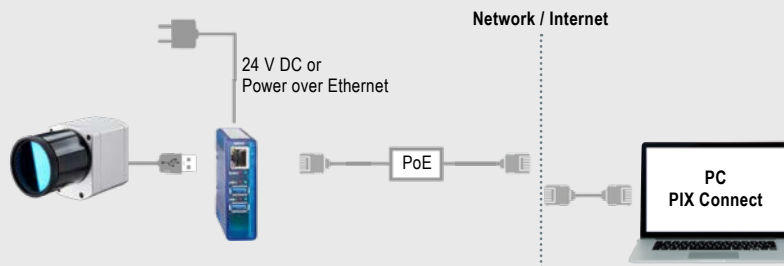 Network / Internet
24 V DC or
Power over Ethernet
PoE
PC
PIX Connect